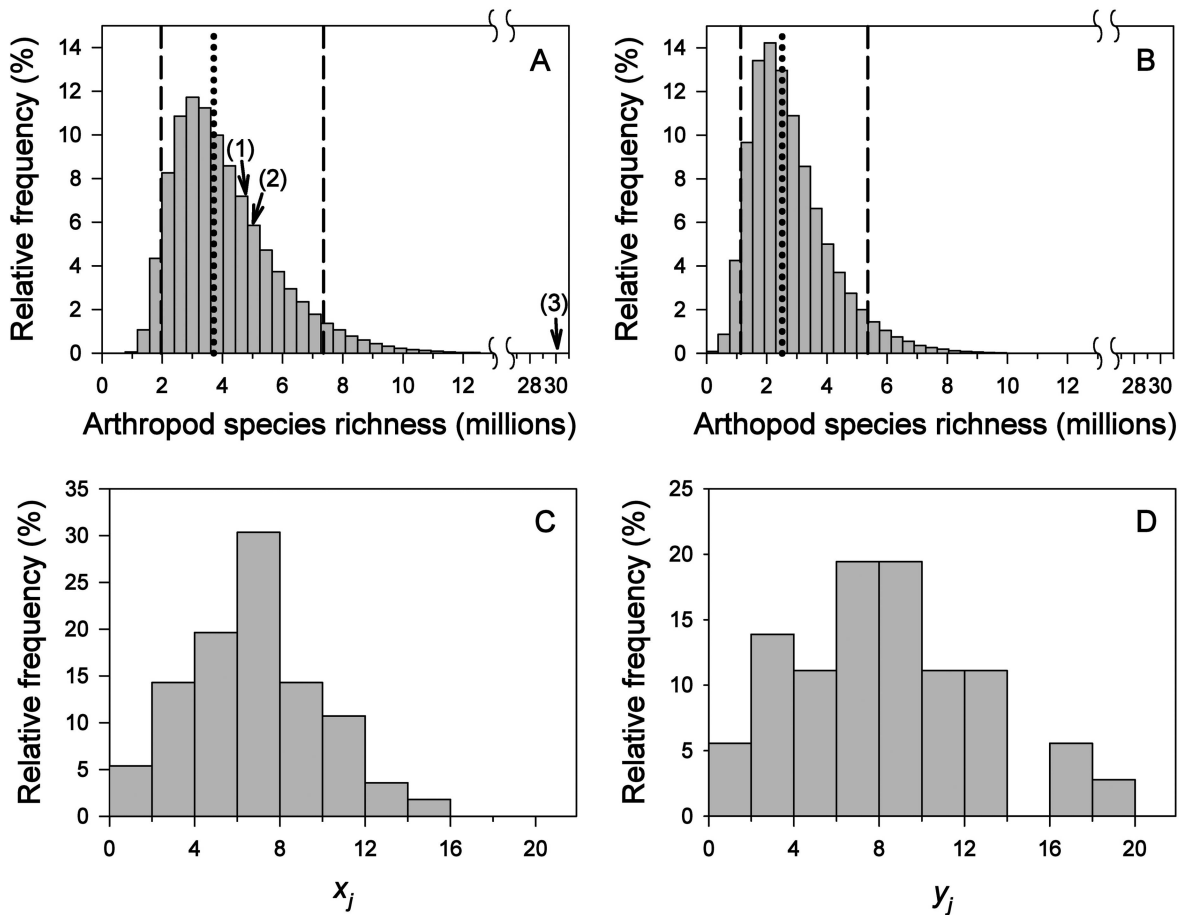 A
Relative frequency (%)
14
12
10
8
6
4
2
0
(1)
(2)
(3)
0 2 4 6 8 10 12 28 30
Arthropod species richness (millions)
B
Relative frequency (%)
14
12
10
8
6
4
2
0
0 2 4 6 8 10 12 28 30
Arthopod species richness (millions)
C
Relative frequency (%)
35
30
25
20
15
10
5
0
0 4 8 12 16 20
xj
D
Relative frequency (%)
25
20
15
10
5
0
0 4 8 12 16 20
yj